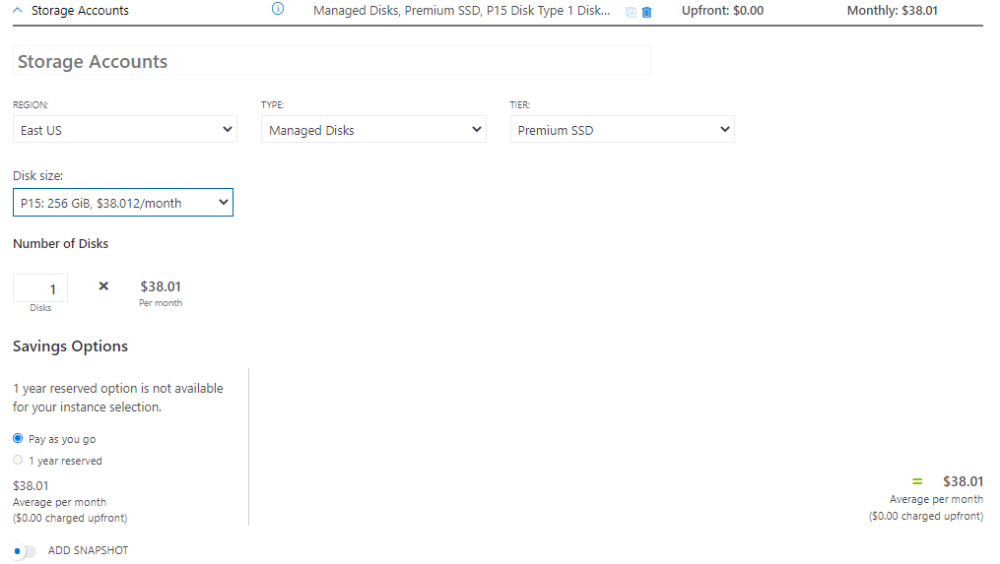 Storage Accounts
Managed Disks, Premium SSD, P15 Disk Type 1 Disk...
Upfront: $0.00
Monthly: $38.01
Storage Accounts
REGION:
TYPE:
TIER:
East US
Managed Disks
Premium SSD
Disk size:
P15: 256 GiB, $38.012/month
Number of Disks
1
$38.01
Disks
Per month
Savings Options
1 year reserved option is not available
for your instance selection.
Pay as you go
1 year reserved
$38.01
Average per month
($0.00 charged upfront)
= $38.01
Average per month
($0.00 charged upfront)
ADD SNAPSHOT